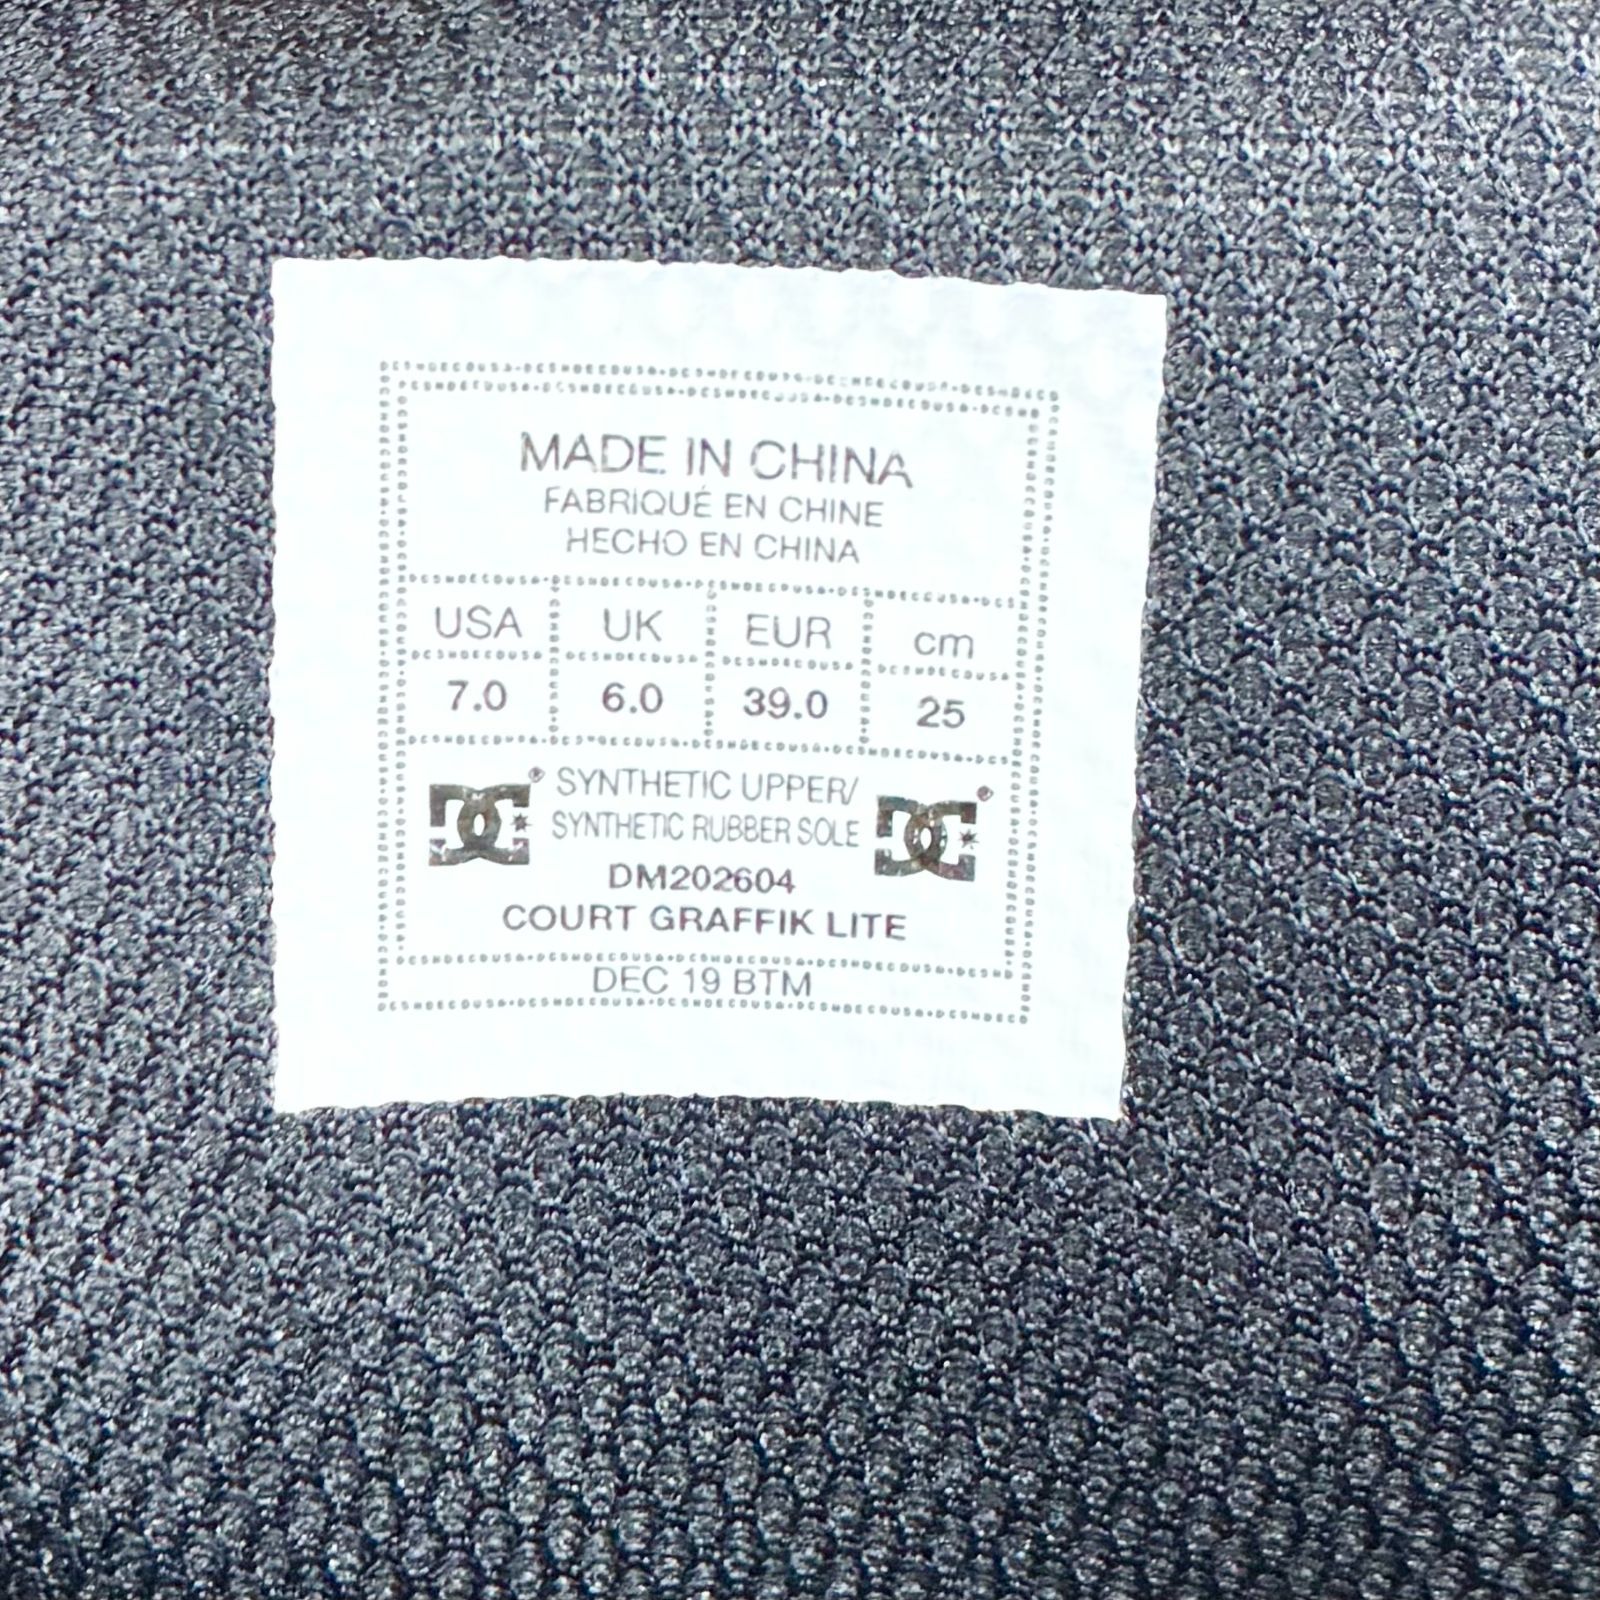 MADE IN CHINA
FABRIQUÉ EN CHINE
HECHO EN CHINA
USA UK EUR cm
7.0 6.0 39.0 25
SYNTHETIC UPPER/
SYNTHETIC RUBBER SOLE
DM202604
COURT GRAFFIK LITE
DEC 19 BTM